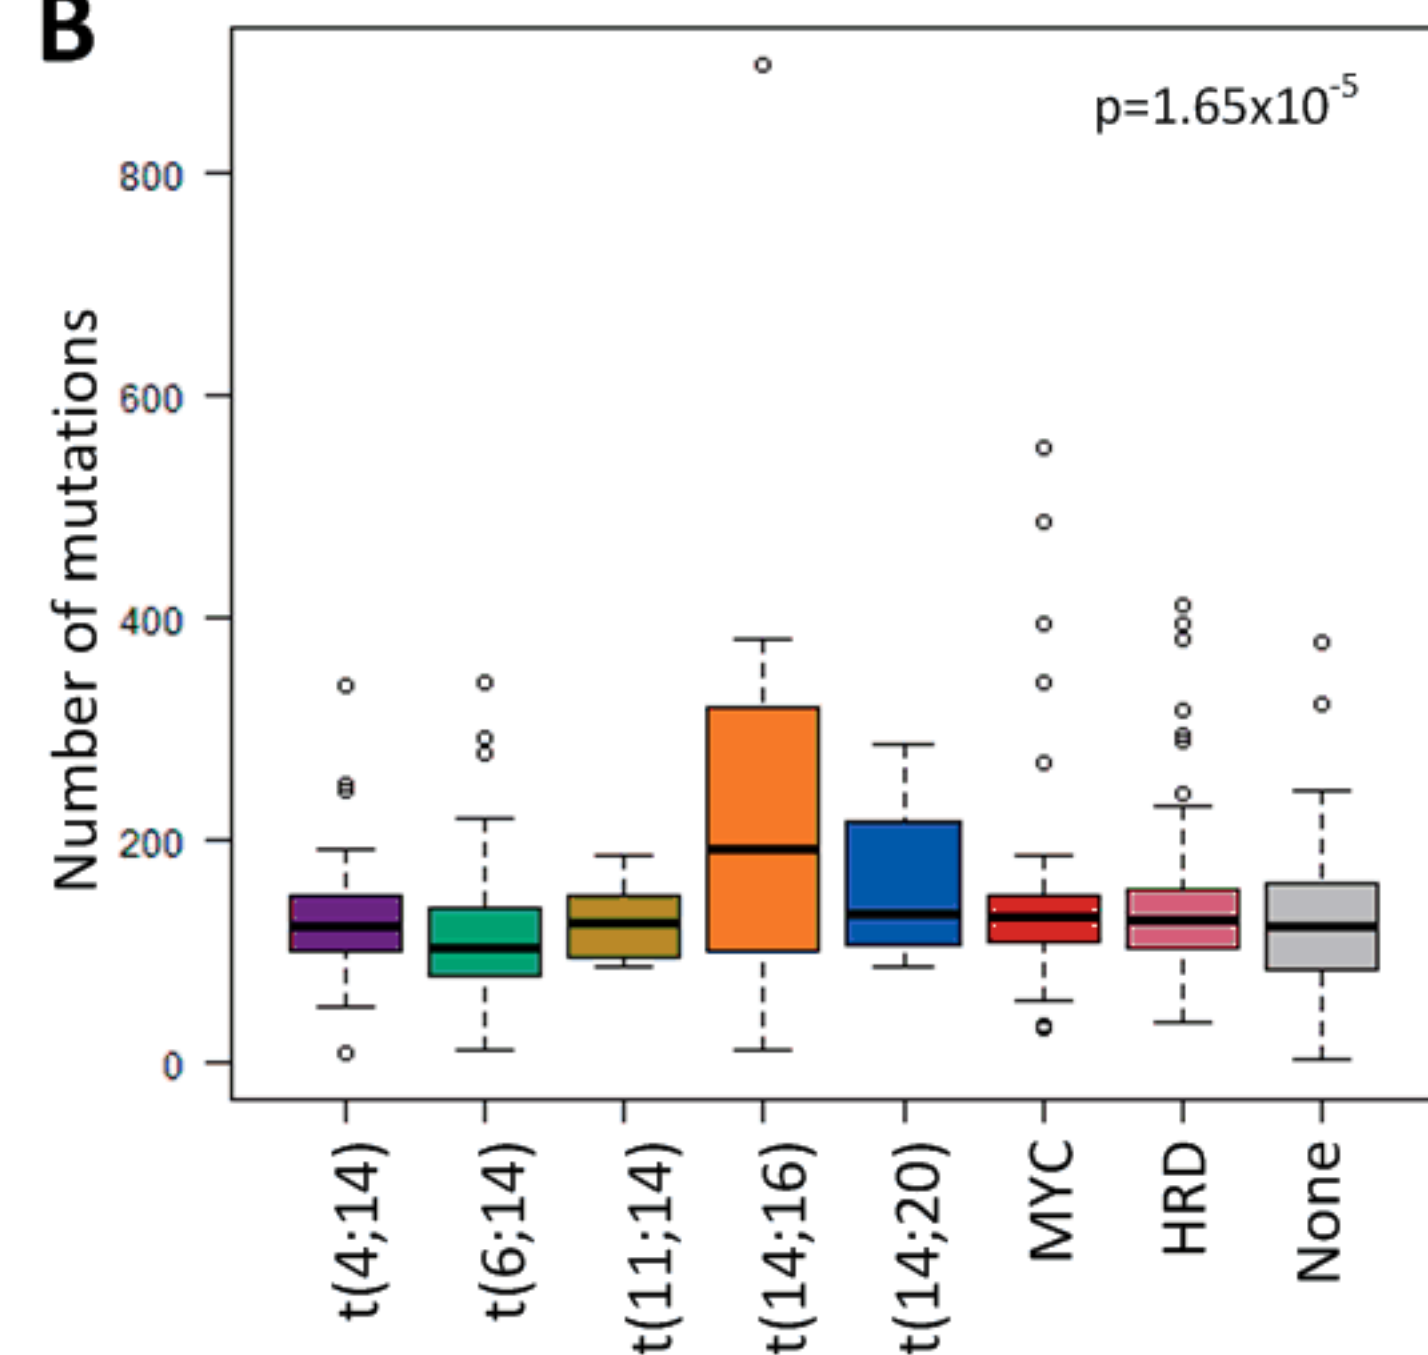 B
p=1.65x10-5
Number of mutations
800
600
400
200
0
t(4;14)
t(6;14)
t(11;14)
t(14;16)
t(14;20)
MYC
HRD
None